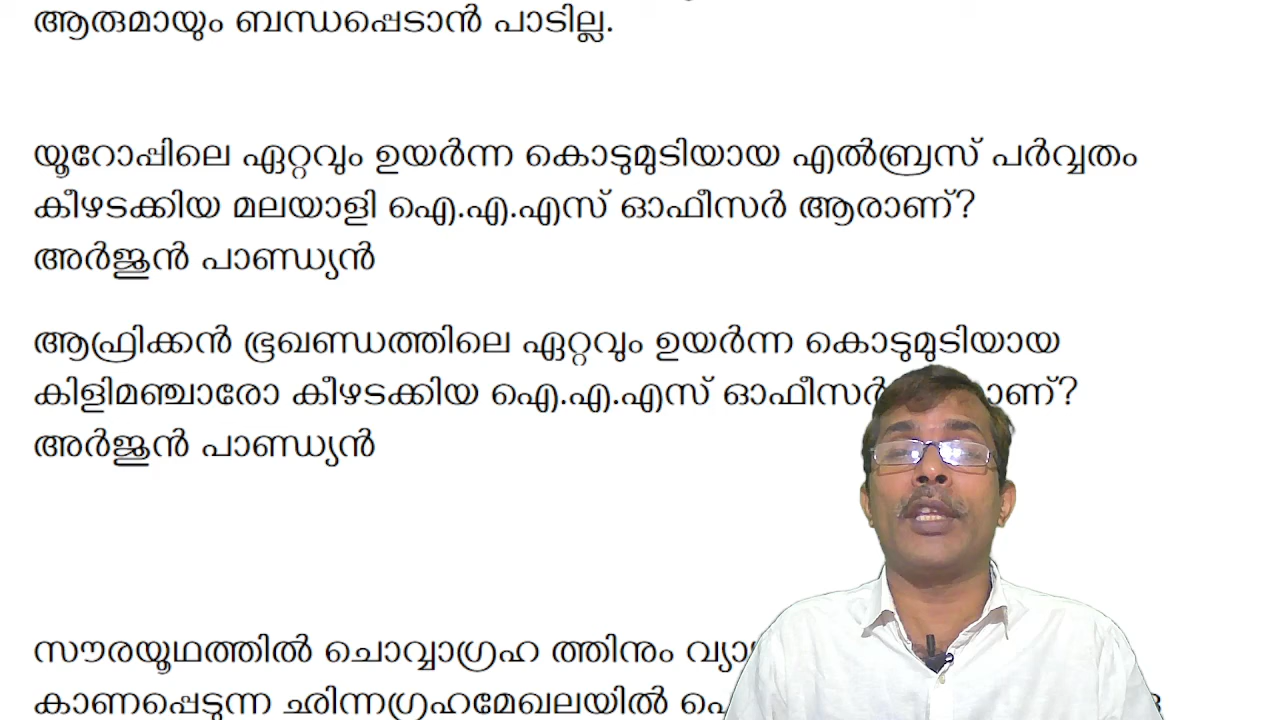 ആരുമായും ബന്ധപ്പെടാൻ പാടില്ല.
യൂറോപ്പിലെ ഏറ്റവും ഉയർന്ന കൊടുമുടിയായ എൽബ്രസ് പർവ്വതം
കീഴടക്കിയ മലയാളി ഐ.എ.എസ് ഓഫീസർ ആരാണ്?
അർജുൻ പാണ്ഡ്യൻ
ആഫ്രിക്കൻ ഭൂഖണ്ഡത്തിലെ ഏറ്റവും ഉയർന്ന കൊടുമുടിയായ
കിളിമഞ്ചാരോ കീഴടക്കിയ ഐ.എ.എസ് ഓഫീസർ
അർജുൻ പാണ്ഡ്യൻ
സൗരയൂഥത്തിൽ ചൊവ്വാഗ്രഹ ത്തിനും
കാണപ്പെടുന്ന ഛിന്നഗ്രഹമേഖലയിൽ